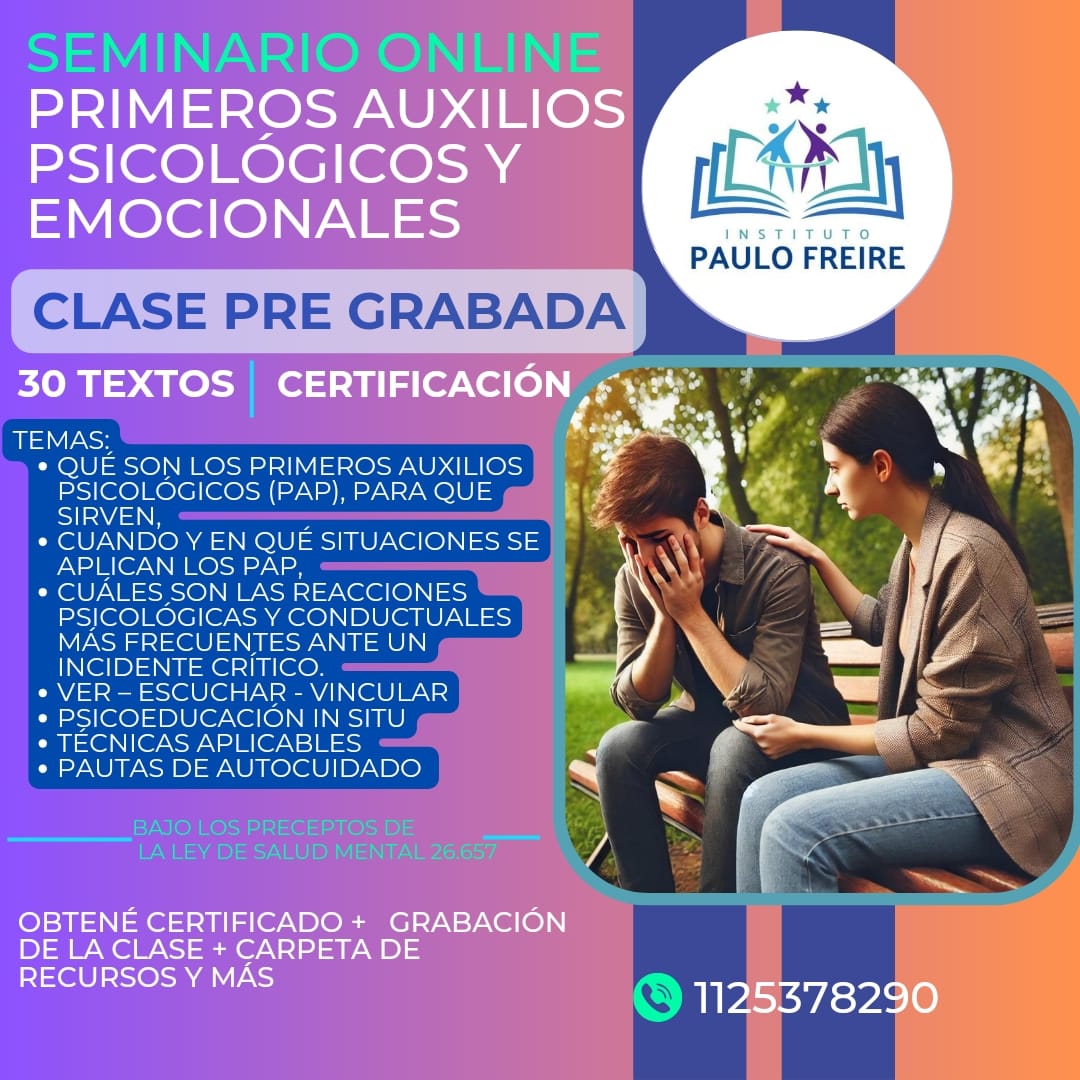 SEMINARIO ONLINE
PRIMEROS AUXILIOS
PSICOLÓGICOS Y
EMOCIONALES
INSTITUTO
PAULO FREIRE
CLASE PRE GRABADA
30 TEXTOS
CERTIFICACIÓN
TEMAS:
• QUÉ SON LOS PRIMEROS AUXILIOS
PSICOLÓGICOS (PAP), PARA QUE
SIRVEN,
• CUANDO Y EN QUÉ SITUACIONES SE
APLICAN LOS PAP,
• CUÁLES SON LAS REACCIONES
PSICOLÓGICAS Y CONDUCTUALES
MÁS FRECUENTES ANTE UN
INCIDENTE CRÍTICO.
• VER – ESCUCHAR - VINCULAR
• PSICOEDUCACIÓN IN SITU
• TÉCNICAS APLICABLES
• PAUTAS DE AUTOCUIDADO
BAJO LOS PRECEPTOS DE
LA LEY DE SALUD MENTAL 26.657
OBTENÉ CERTIFICADO + GRABACIÓN
DE LA CLASE + CARPETA DE
RECURSOS Y MÁS
1125378290